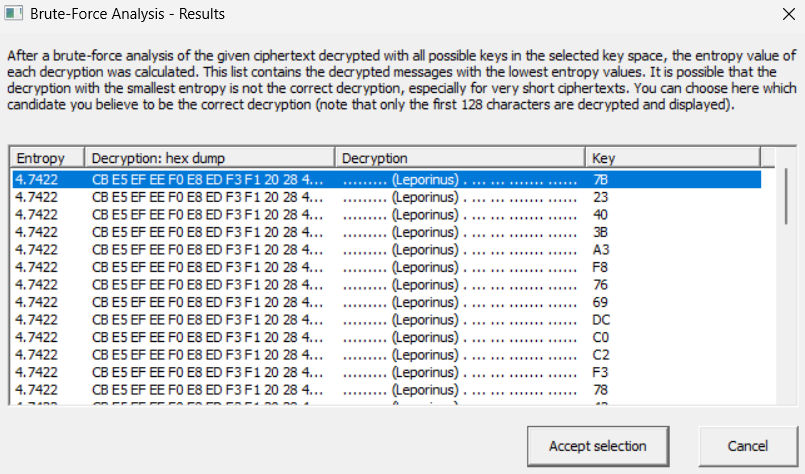 Brute-Force Analysis - Results
After a brute-force analysis of the given ciphertext decrypted with all possible keys in the selected key space, the entropy value of
each decryption was calculated. This list contains the decrypted messages with the lowest entropy values. It is possible that the
decryption with the smallest entropy is not the correct decryption, especially for very short ciphertexts. You can choose here which
candidate you believe to be the correct decryption (note that only the first 128 characters are decrypted and displayed).
Entropy Decryption: hex dump Decryption Key
4.7422 CB E5 EF EE F0 E8 ED F3 F1 20 28 4... ......... (Leporinus) . .... ... ....... ...... 7B
4.7422 CB E5 EF EE F0 E8 ED F3 F1 20 28 4... ......... (Leporinus) . .... ... ....... ...... 23
4.7422 CB E5 EF EE F0 E8 ED F3 F1 20 28 4... ......... (Leporinus) . .... ... ....... ...... 40
4.7422 CB E5 EF EE F0 E8 ED F3 F1 20 28 4... ......... (Leporinus) . .... ... ....... ...... 3B
4.7422 CB E5 EF EE F0 E8 ED F3 F1 20 28 4... ......... (Leporinus) . .... ... ....... ...... A3
4.7422 CB E5 EF EE F0 E8 ED F3 F1 20 28 4... ......... (Leporinus) . .... ... ....... ...... F8
4.7422 CB E5 EF EE F0 E8 ED F3 F1 20 28 4... ......... (Leporinus) . .... ... ....... ...... 76
4.7422 CB E5 EF EE F0 E8 ED F3 F1 20 28 4... ......... (Leporinus) . .... ... ....... ...... 69
4.7422 CB E5 EF EE F0 E8 ED F3 F1 20 28 4... ......... (Leporinus) . .... ... ....... ...... DC
4.7422 CB E5 EF EE F0 E8 ED F3 F1 20 28 4... ......... (Leporinus) . .... ... ....... ...... C0
4.7422 CB E5 EF EE F0 E8 ED F3 F1 20 28 4... ......... (Leporinus) . .... ... ....... ...... C2
4.7422 CB E5 EF EE F0 E8 ED F3 F1 20 28 4... ......... (Leporinus) . .... ... ....... ...... F3
4.7422 CB E5 EF EE F0 E8 ED F3 F1 20 28 4... ......... (Leporinus) . .... ... ....... ...... 78
Accept selection Cancel